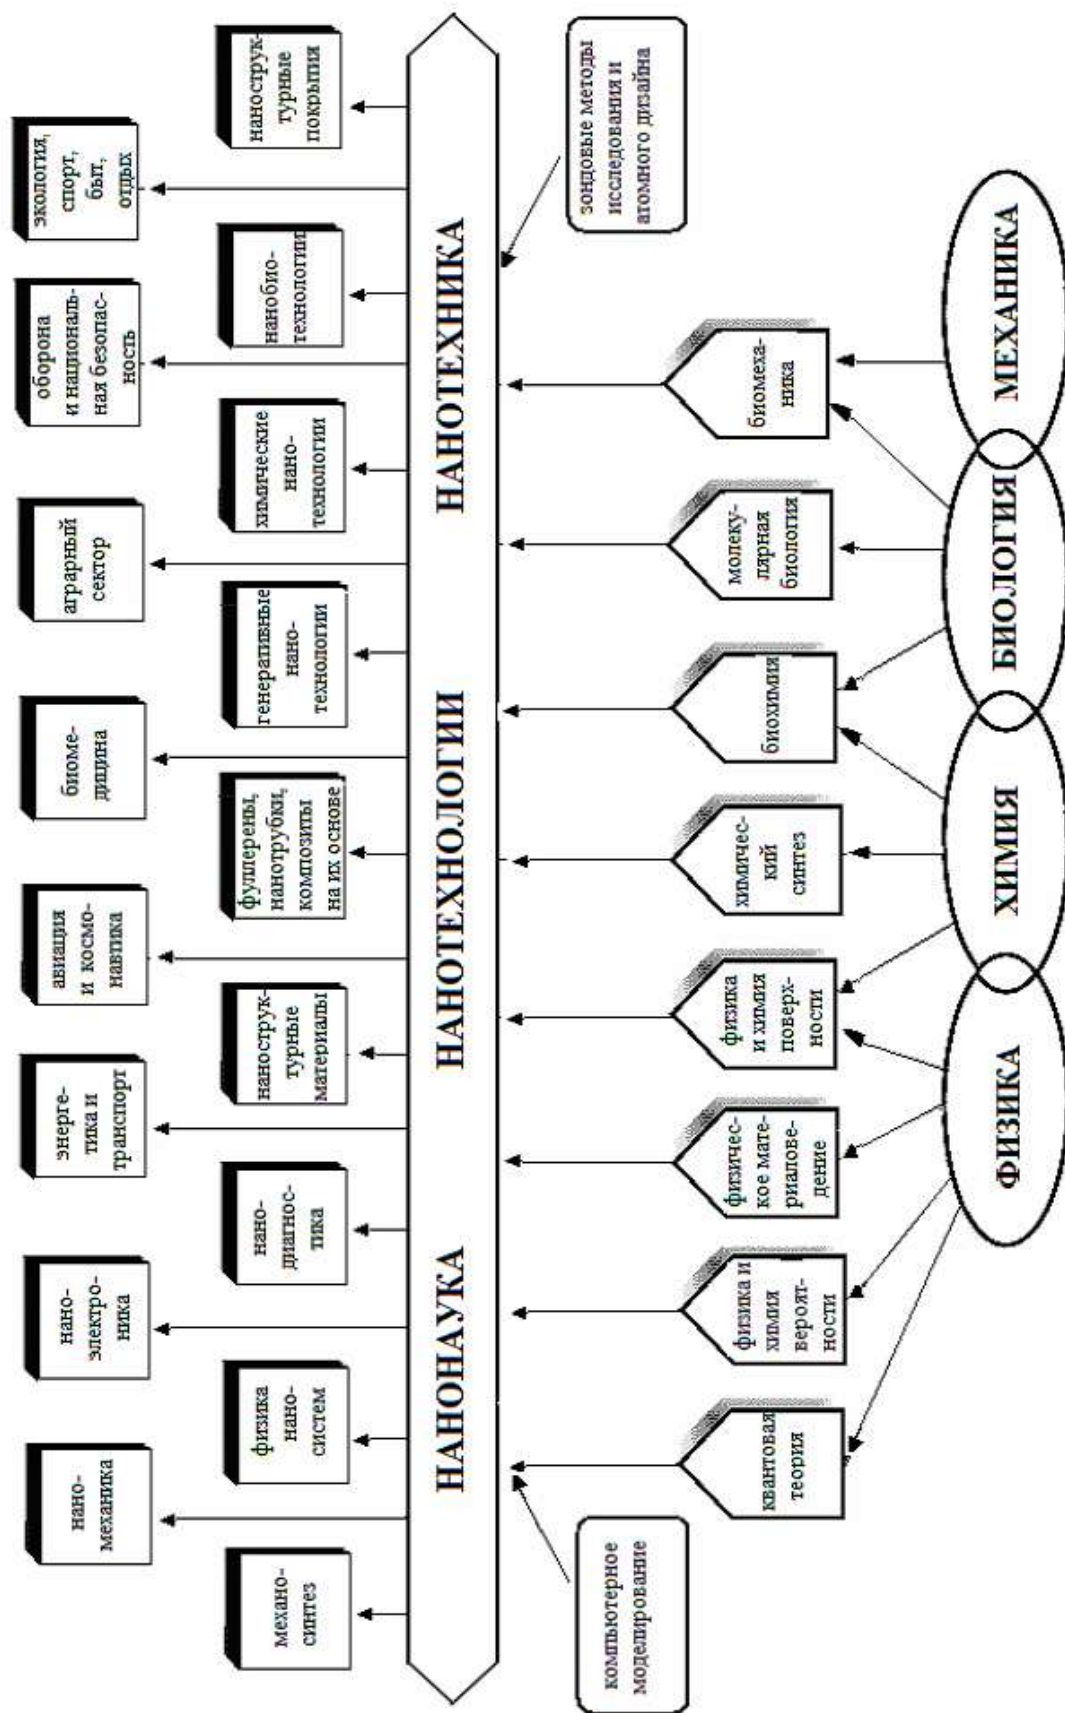 нано-
механика
нано-
электро-
ника
энерге-
тика и
транспорт
авиация
и космо-
навтика
биоме-
дицина
аграрный
сектор
оборона
и националь-
ная безопас-
ность
экология,
спорт,
быт,
отдых
механо-
синтез
физика
нано-
систем
нано-
диагнос-
тика
нанострук-
турные
материалы
фуллерены,
нанотрубки,
композиты
на их основе
генеративные
нано-
технологии
химические
нано-
технологии
нанобио-
технологии
нанострук-
турные
покрытия
НАНОНАУКА
НАНОТЕХНОЛОГИИ
НАНОТЕХНИКА
компьютерное
моделирование
зондовые методы
исследования и
атомного дизайна
квантовая
теория
физика и
химия
вероят-
ности
физичес-
кое мате-
риалове-
дение
физика
и химия
поверх-
ности
химичес-
кий
синтез
биохимия
молеку-
лярная
биология
биомеха-
ника
ФИЗИКА
ХИМИЯ
БИОЛОГИЯ
МЕХАНИКА